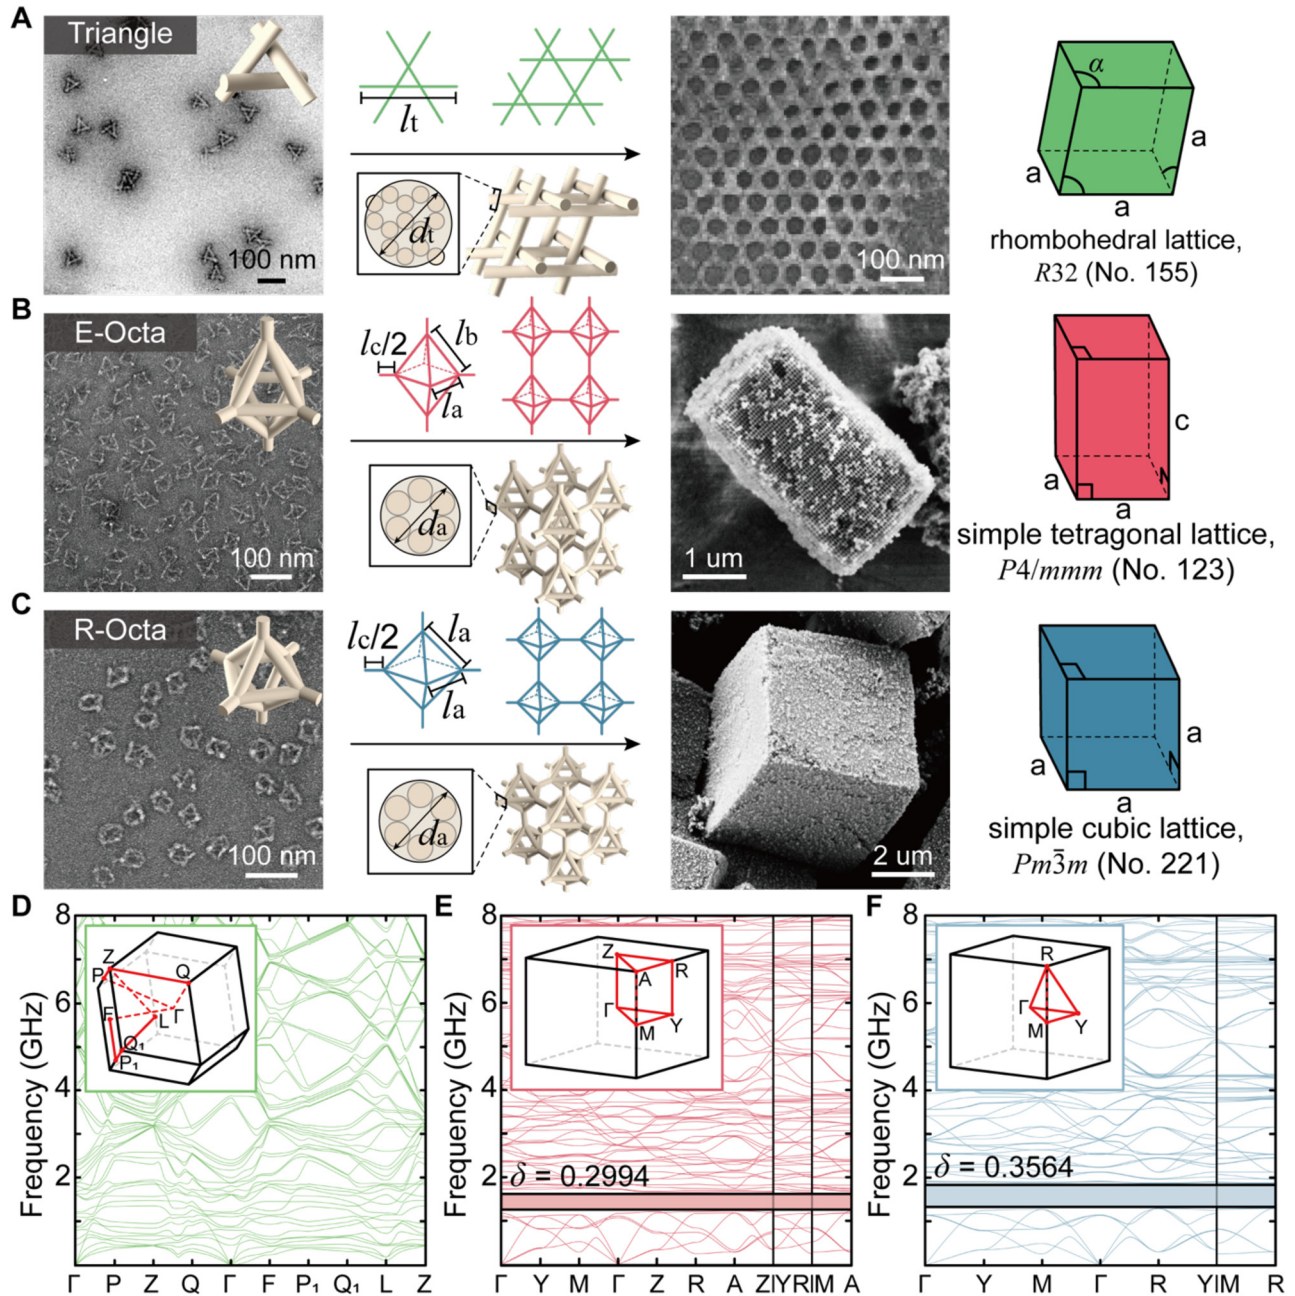 A
Triangle
100 nm
lt
dt
100 nm
α
a
a
a
rhombohedral lattice,
R32 (No. 155)
B
E-Octa
100 nm
lc/2
lb
la
da
1 um
c
a
a
simple tetragonal lattice,
P4/mmm (No. 123)
C
R-Octa
100 nm
lc/2
la
la
da
2 um
a
a
a
simple cubic lattice,
Pm3̄m (No. 221)
D
Frequency (GHz)
8
6
4
2
Z
P
Q
F
L
Γ
Q₁
P₁
Γ P Z Q Γ F P₁ Q₁ L Z
E
Frequency (GHz)
8
6
4
2
Z
R
A
Γ
Y
M
δ = 0.2994
Γ Y M Γ Z R A Z|Y R|M A
F
Frequency (GHz)
8
6
4
2
R
Γ
Y
M
δ = 0.3564
Γ Y M Γ R Y|M R